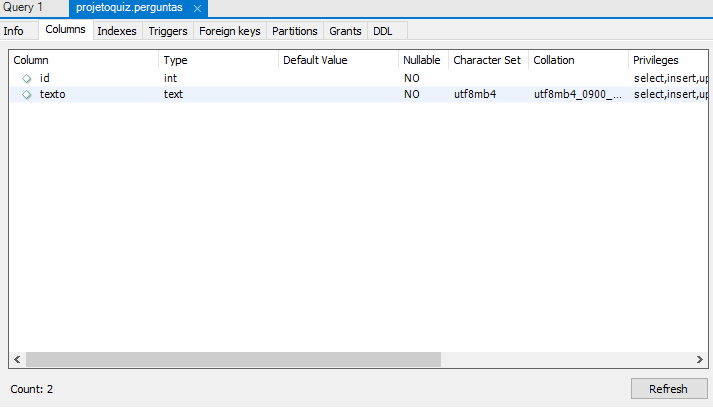 Query 1 projetoquiz.perguntas
Info Columns Indexes Triggers Foreign keys Partitions Grants DDL
Column Type Default Value Nullable Character Set Collation Privileges
id int NO select,insert,up
texto text NO utf8mb4 utf8mb4_0900_... select,insert,up
Count: 2 Refresh